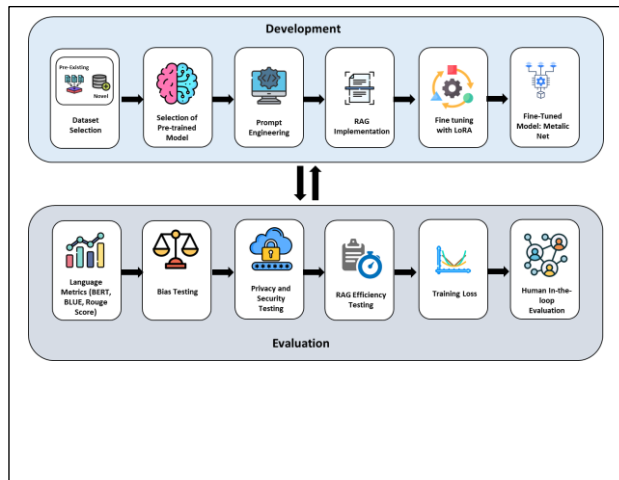 Development
Pre-Existing
Novel
Dataset
Selection
Selection of
Pre-trained
Model
Prompt
Engineering
RAG
Implementation
Fine tuning
with LoRA
Fine-Tuned
Model: Metalic
Net
Language
Metrics (BERT,
BLUE, Rouge
Score)
Bias Testing
Privacy and
Security
Testing
RAG Efficiency
Testing
Training Loss
Human In-the-
loop
Evaluation
Evaluation